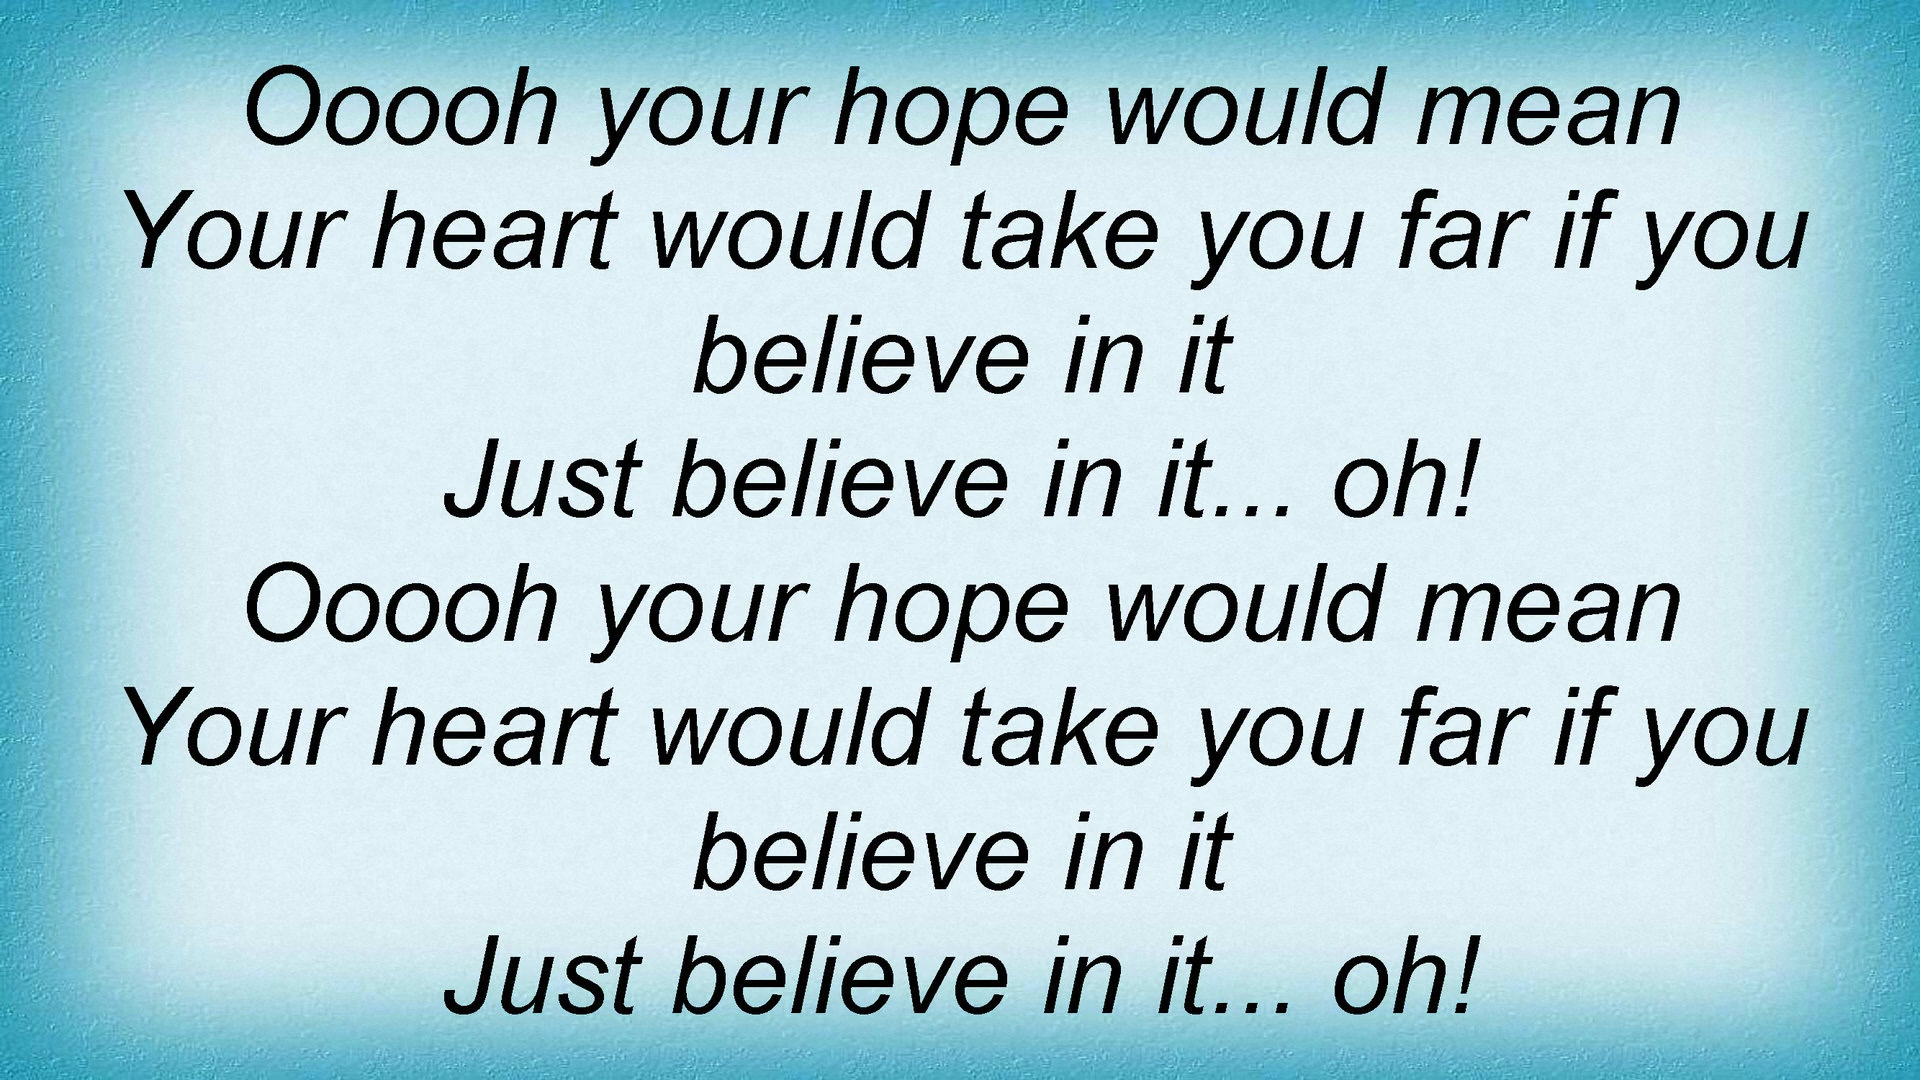 Ooooh your hope would mean
Your heart would take you far if you
believe in it
Just believe in it... oh!
Ooooh your hope would mean
Your heart would take you far if you
believe in it
Just believe in it... oh!